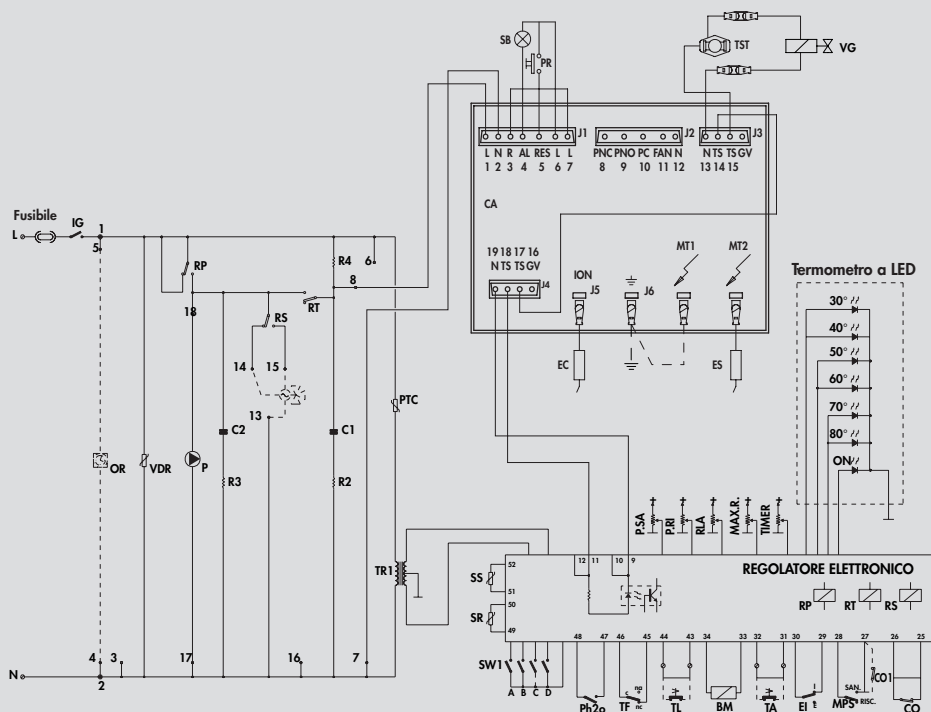 SB
PR
TST
VG
J1
J2
J3
L N R AL RES L L
1 2 3 4 5 6 7
PNC PNO PC FAN N
8 9 10 11 12
N TS TS GV
13 14 15
CA
19 18 17 16
N TS TS GV
J4
ION
J5
J6
MT1
MT2
EC
ES
Fusibile
L
IG
1
5
RP
18
R4
6
8
RT
RS
14
15
13
PTC
C2
C1
OR
VDR
P
R3
R2
TR1
4
3
17
16
7
N
2
Termometro a LED
30°
40°
50°
60°
70°
80°
ON
P.SA
P.RI
RLA
MAX.R.
TIMER
REGOLATORE ELETTRONICO
RP
RT
RS
12 11
10 9
52
SS
51
50
SR
49
48 47 46 45 44 43 34 33 32 31 30 29 28 27 26 25
SW1
A B C D
Ph2o
c na
nc
TF
TL
BM
TA
EI
E
MPS
SAN.
RISC.
CO1
CO